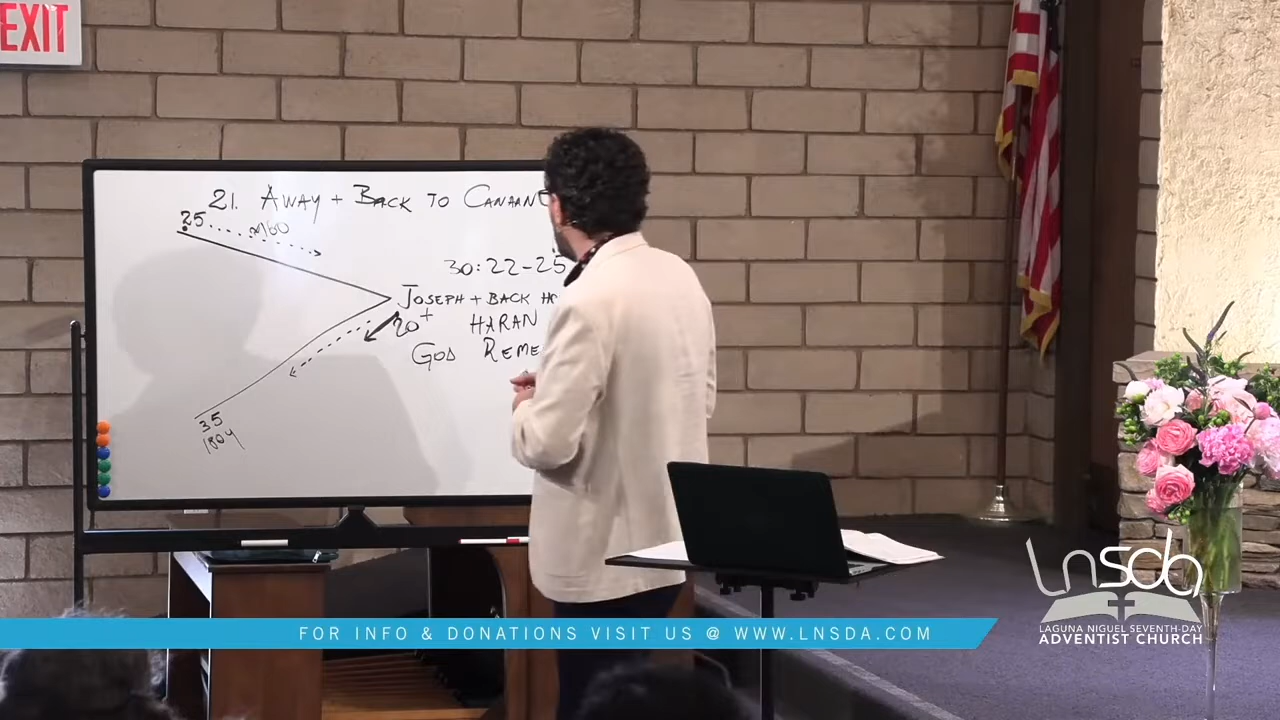 EXIT
21. AWAY + BACK TO CANAAN
25
30:22-25
JOSEPH + BACK
20+
HARAN
GOD REME
35
180y
FOR INFO & DONATIONS VISIT US @ WWW.LNSDA.COM
LNSDA
LAGUNA NIGUEL SEVENTH-DAY
ADVENTIST CHURCH